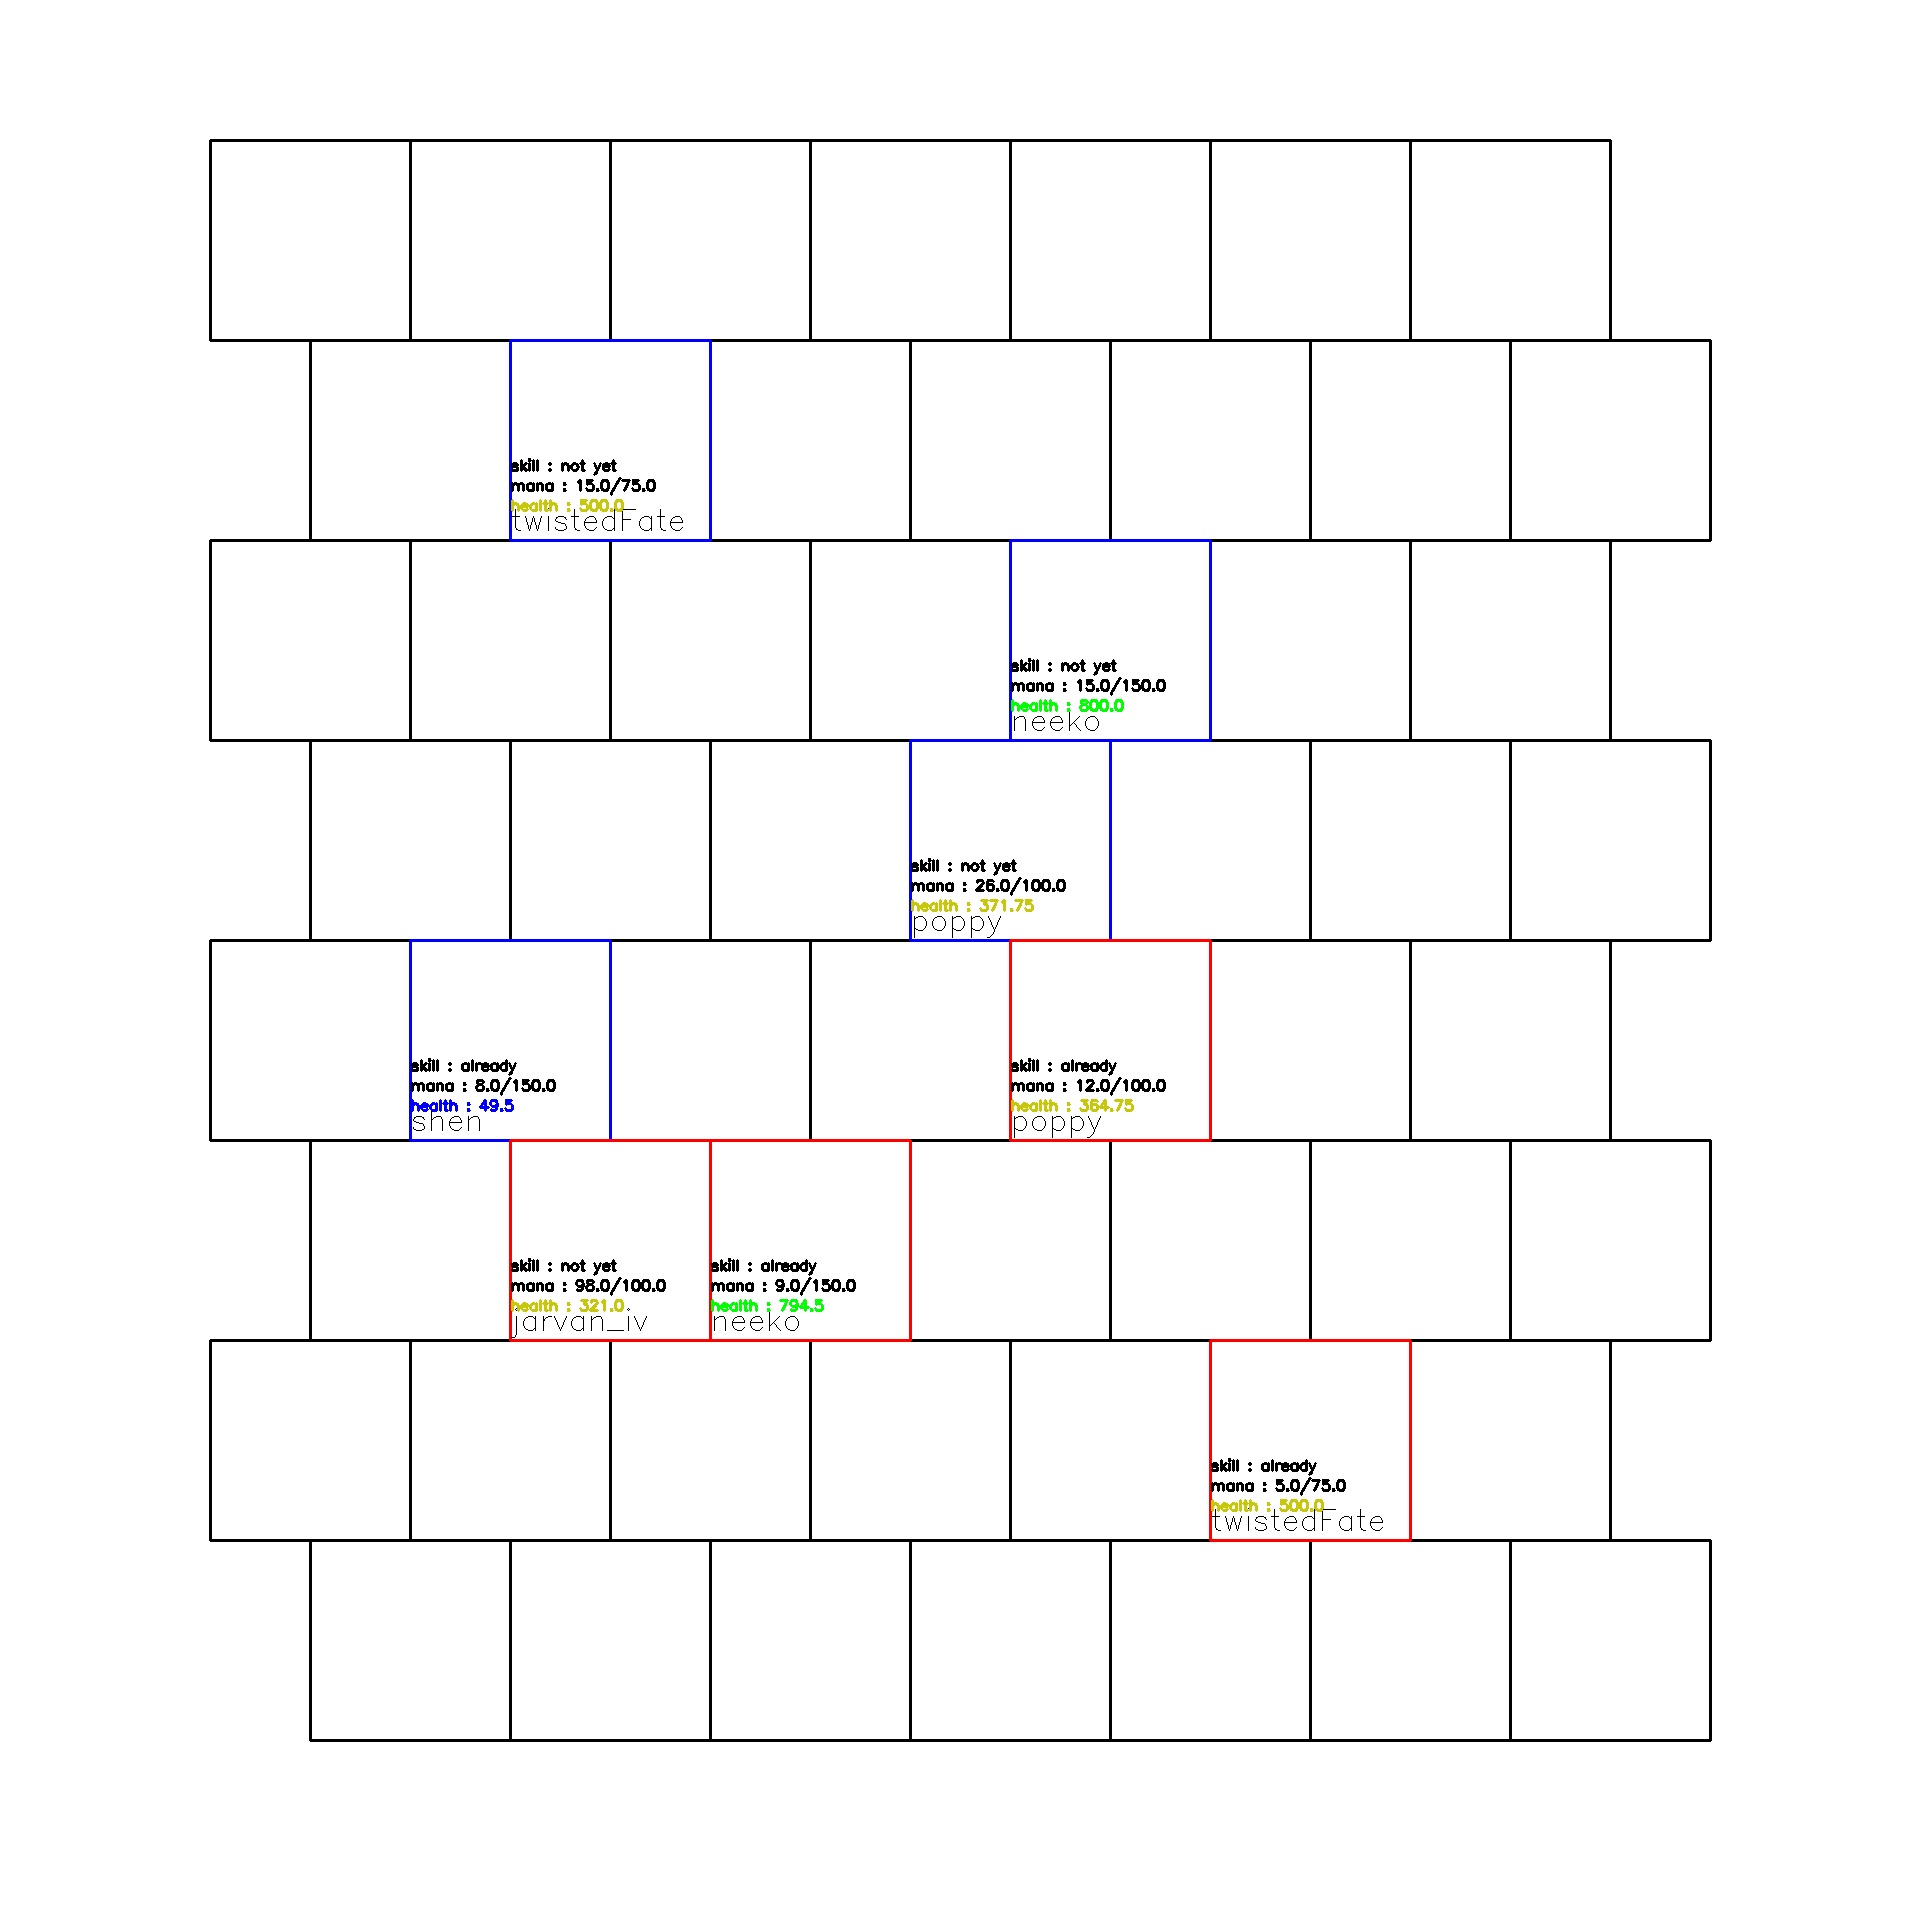 skill : not yet
mana : 15.0/75.0
health : 500.0
twistedFate
skill : not yet
mana : 15.0/150.0
health : 800.0
neeko
skill : not yet
mana : 26.0/100.0
health : 371.75
poppy
skill : already
mana : 8.0/150.0
health : 49.5
shen
skill : already
mana : 12.0/100.0
health : 364.75
poppy
skill : not yet
mana : 98.0/100.0
health : 321.0
jarvan_iv
skill : already
mana : 9.0/150.0
health : 794.5
neeko
skill : already
mana : 5.0/75.0
health : 500.0
twistedFate